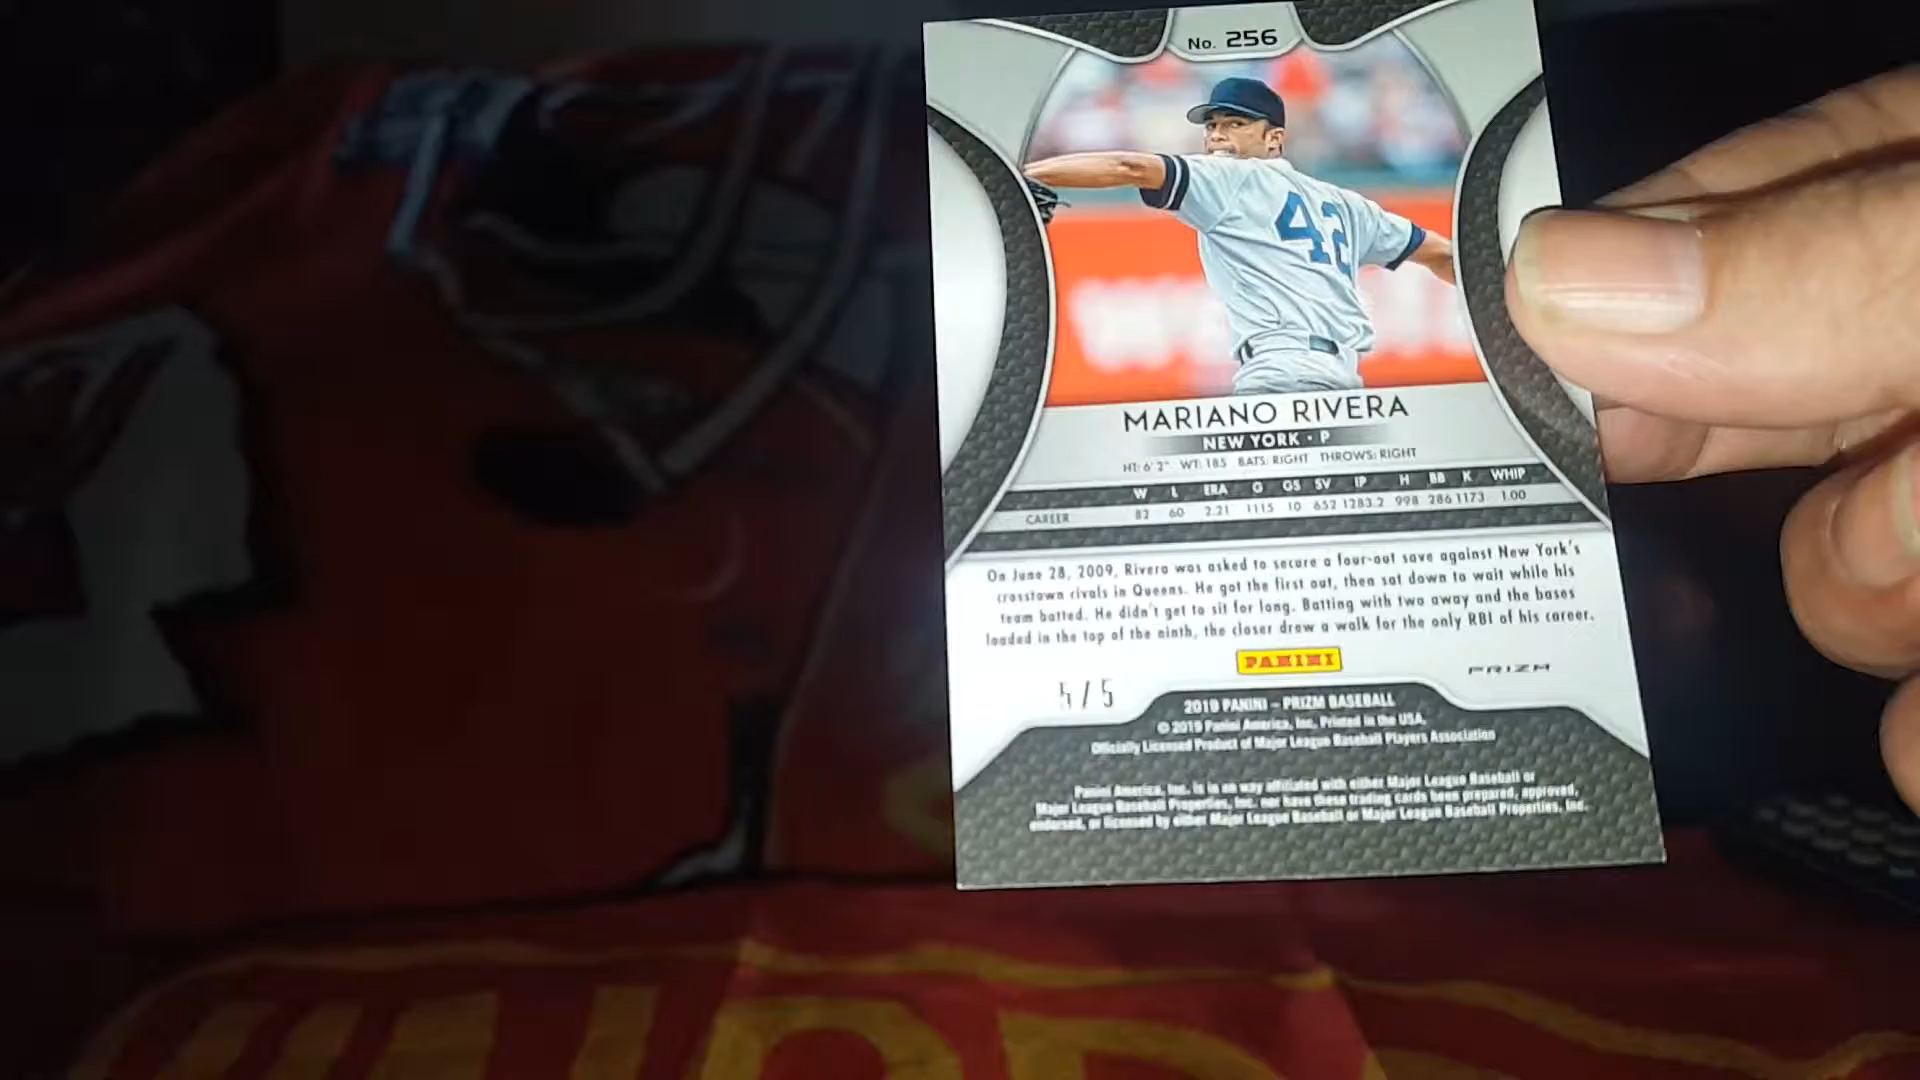 No. 256
42
MARIANO RIVERA
NEW YORK · P
HT: 6' 2" WT: 185 BATS: RIGHT THROWS: RIGHT
W L ERA G GS SV IP H BB K WHIP
CAREER 82 60 2.21 1115 10 652 1283.2 998 286 1173 1.00
On June 28, 2009, Rivera was asked to secure a four-out save against New York's
crosstown rivals in Queens. He got the first out, then sat down to wait while his
team batted. He didn't get to sit for long. Batting with two away and the bases
loaded in the top of the ninth, the closer drew a walk for the only RBI of his career.
PANINI
PRIZM
5/5
2019 PANINI – PRIZM BASEBALL
© 2019 Panini America, Inc. Printed in the USA.
Officially Licensed Product of Major League Baseball Players Association
Panini America, Inc. is in no way affiliated with either Major League Baseball or
Major League Baseball Properties, Inc. nor have these trading cards been prepared, approved,
endorsed, or licensed by either Major League Baseball or Major League Baseball Properties, Inc.